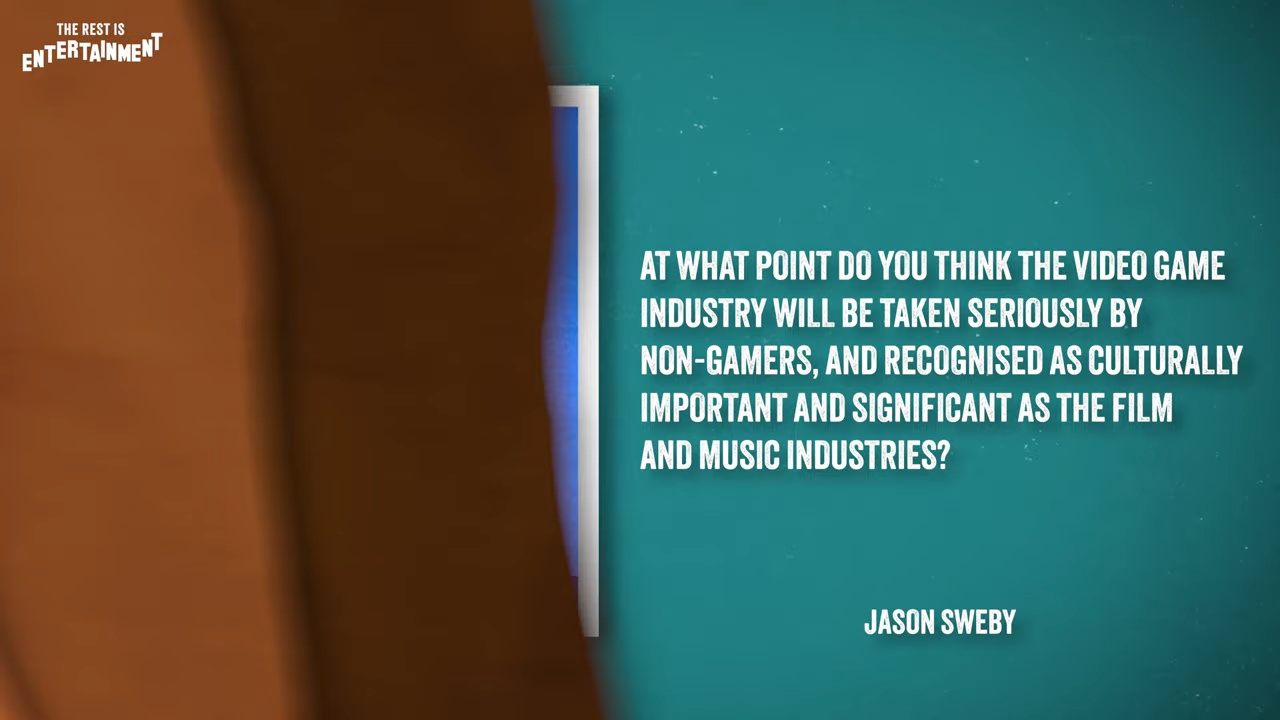 THE REST IS
ENTERTAINMENT
AT WHAT POINT DO YOU THINK THE VIDEO GAME
INDUSTRY WILL BE TAKEN SERIOUSLY BY
NON-GAMERS, AND RECOGNISED AS CULTURALLY
IMPORTANT AND SIGNIFICANT AS THE FILM
AND MUSIC INDUSTRIES?
JASON SWEBY